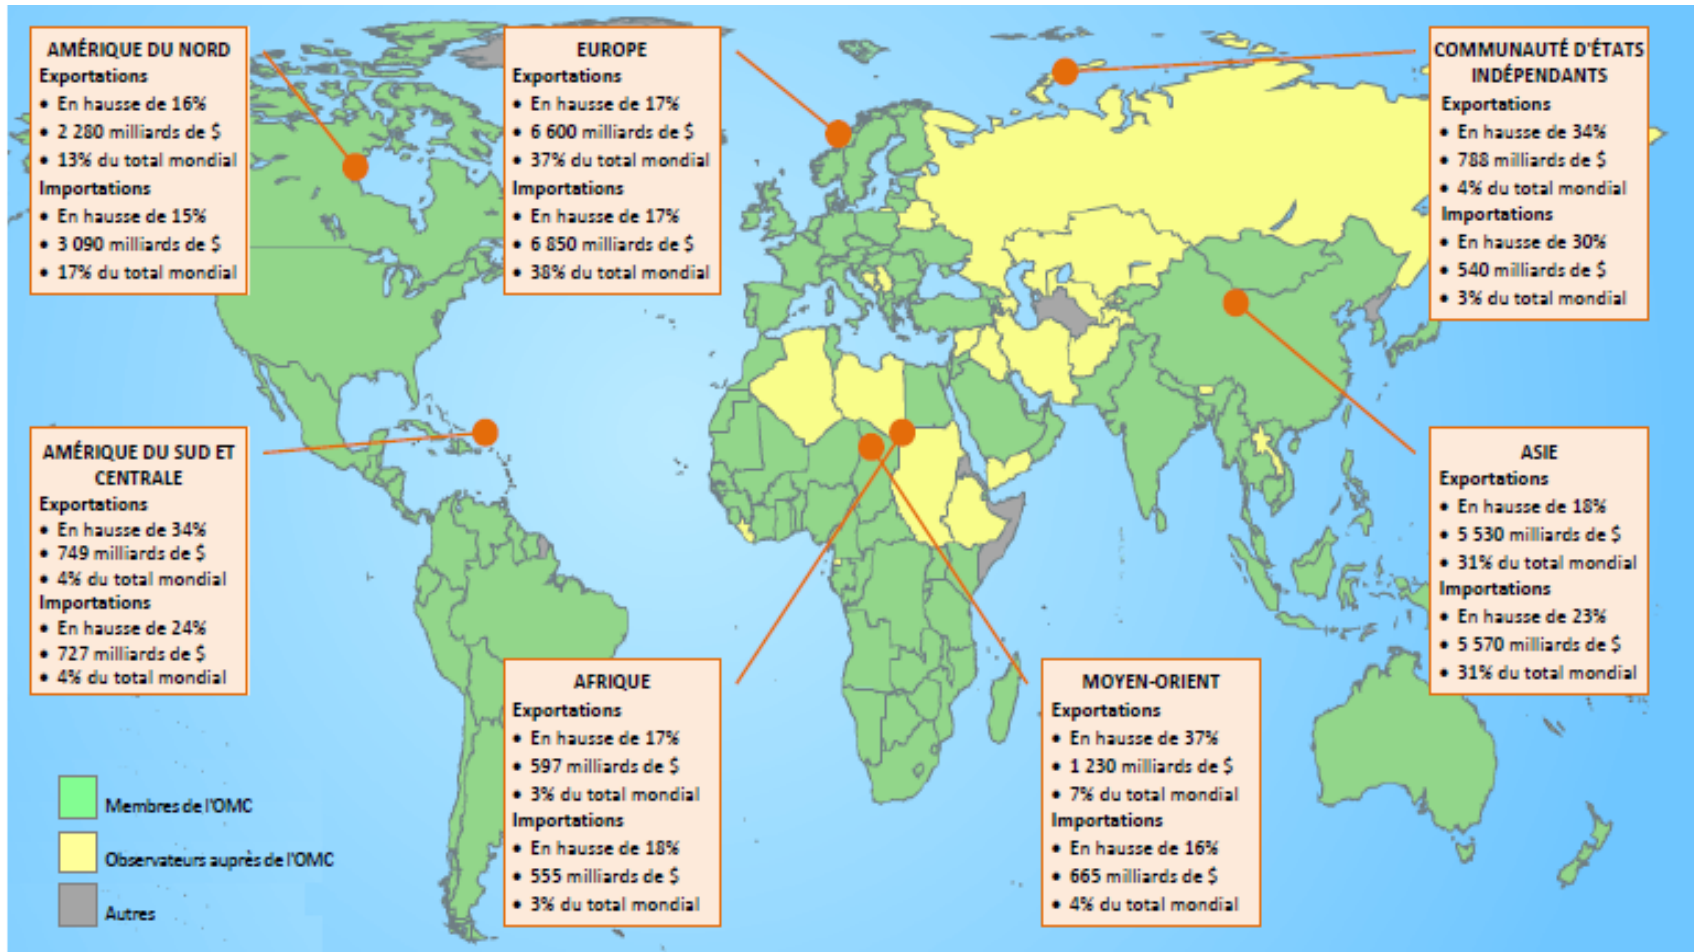 AMÉRIQUE DU NORD
Exportations
• En hausse de 16%
• 2 280 milliards de $
• 13% du total mondial
Importations
• En hausse de 15%
• 3 090 milliards de $
• 17% du total mondial
EUROPE
Exportations
• En hausse de 17%
• 6 600 milliards de $
• 37% du total mondial
Importations
• En hausse de 17%
• 6 850 milliards de $
• 38% du total mondial
COMMUNAUTÉ D'ÉTATS
INDÉPENDANTS
Exportations
• En hausse de 34%
• 788 milliards de $
• 4% du total mondial
Importations
• En hausse de 30%
• 540 milliards de $
• 3% du total mondial
AMÉRIQUE DU SUD ET
CENTRALE
Exportations
• En hausse de 34%
• 749 milliards de $
• 4% du total mondial
Importations
• En hausse de 24%
• 727 milliards de $
• 4% du total mondial
ASIE
Exportations
• En hausse de 18%
• 5 530 milliards de $
• 31% du total mondial
Importations
• En hausse de 23%
• 5 570 milliards de $
• 31% du total mondial
AFRIQUE
Exportations
• En hausse de 17%
• 597 milliards de $
• 3% du total mondial
Importations
• En hausse de 18%
• 555 milliards de $
• 3% du total mondial
MOYEN-ORIENT
Exportations
• En hausse de 37%
• 1 230 milliards de $
• 7% du total mondial
Importations
• En hausse de 16%
• 665 milliards de $
• 4% du total mondial
Membres de l'OMC
Observateurs auprès de l'OMC
Autres